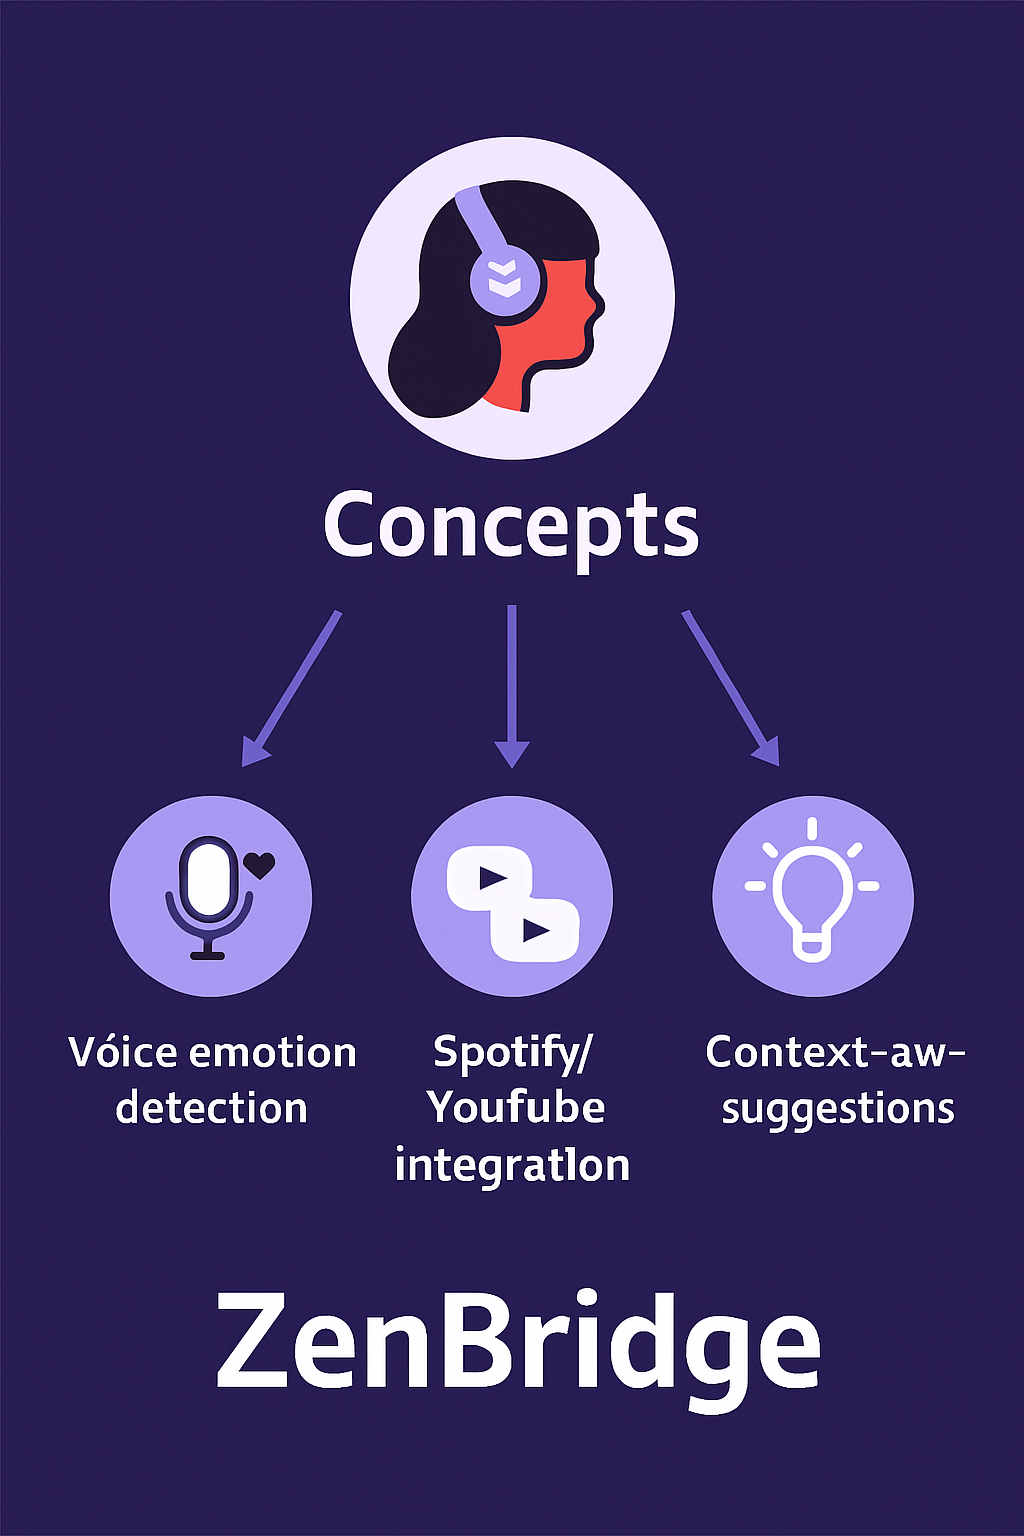 Concepts
Vóice emotion
detection
Spotify/
Youfube
integratlon
Context-aw-
suggestions
ZenBridge